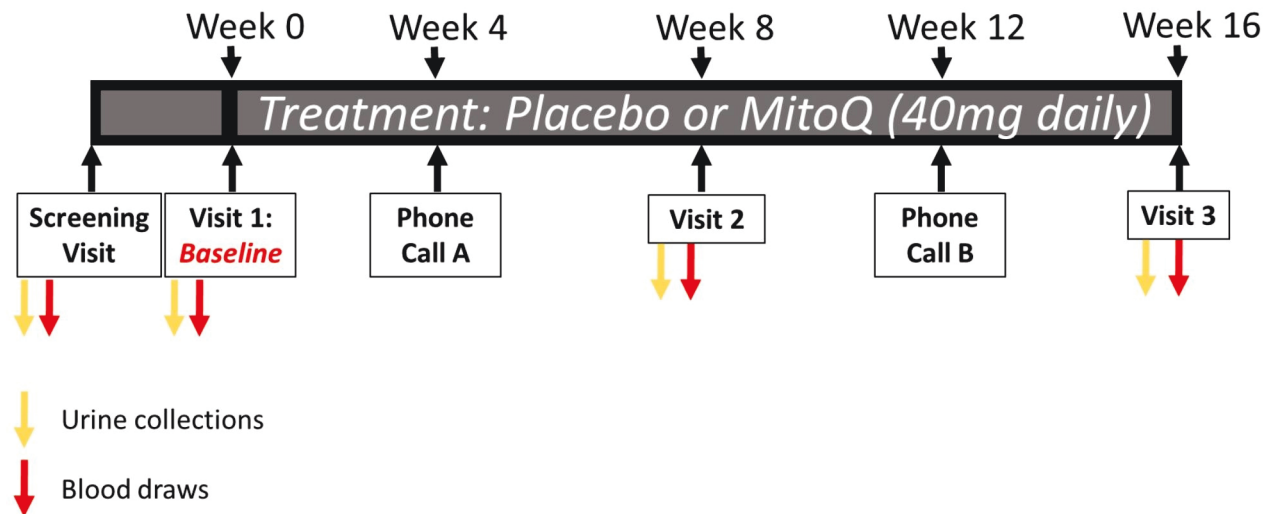 Week 0 Week 4 Week 8 Week 12 Week 16
Treatment: Placebo or MitoQ (40mg daily)
Screening
Visit
Visit 1:
Baseline
Phone
Call A
Visit 2
Phone
Call B
Visit 3
Urine collections
Blood draws